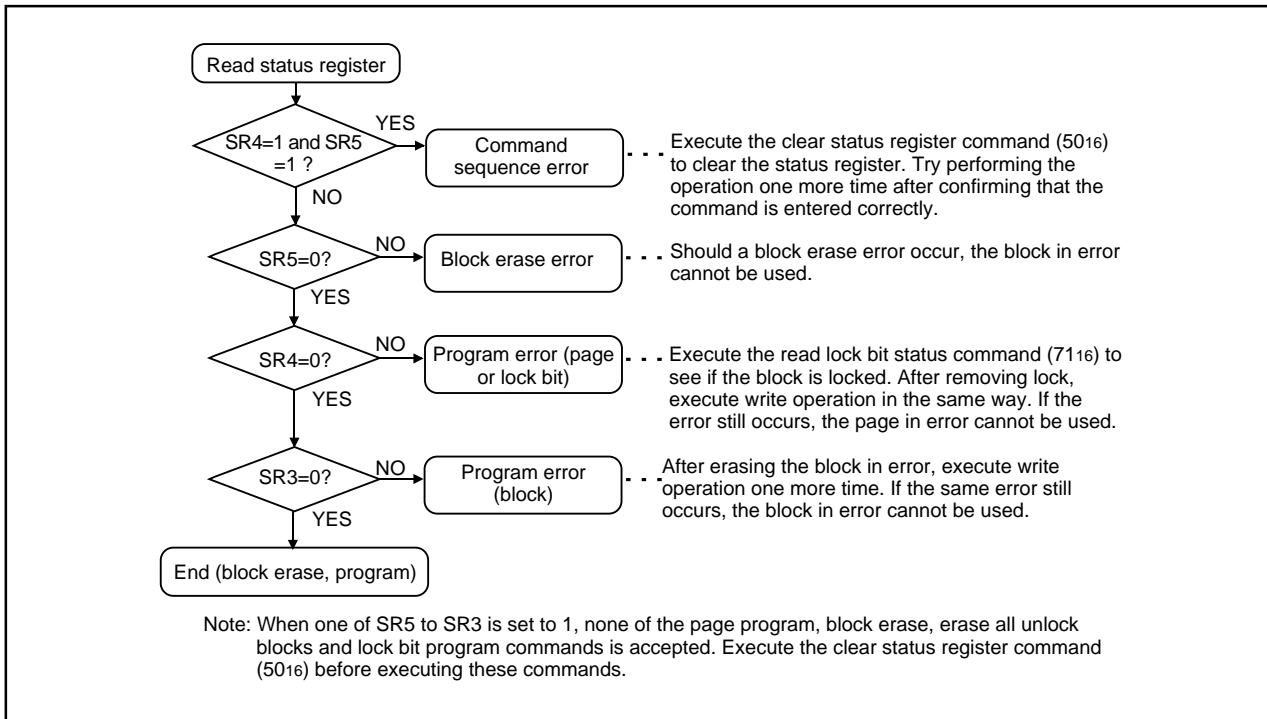 Read status register
SR4=1 and SR5
=1 ?
YES
Command
sequence error
Execute the clear status register command (5016)
to clear the status register. Try performing the
operation one more time after confirming that the
command is entered correctly.
NO
SR5=0?
NO
Block erase error
Should a block erase error occur, the block in error
cannot be used.
YES
SR4=0?
NO
Program error (page
or lock bit)
Execute the read lock bit status command (7116) to
see if the block is locked. After removing lock,
execute write operation in the same way. If the
error still occurs, the page in error cannot be used.
YES
SR3=0?
NO
Program error
(block)
After erasing the block in error, execute write
operation one more time. If the same error still
occurs, the block in error cannot be used.
YES
End (block erase, program)
Note: When one of SR5 to SR3 is set to 1, none of the page program, block erase, erase all unlock
blocks and lock bit program commands is accepted. Execute the clear status register command
(5016) before executing these commands.